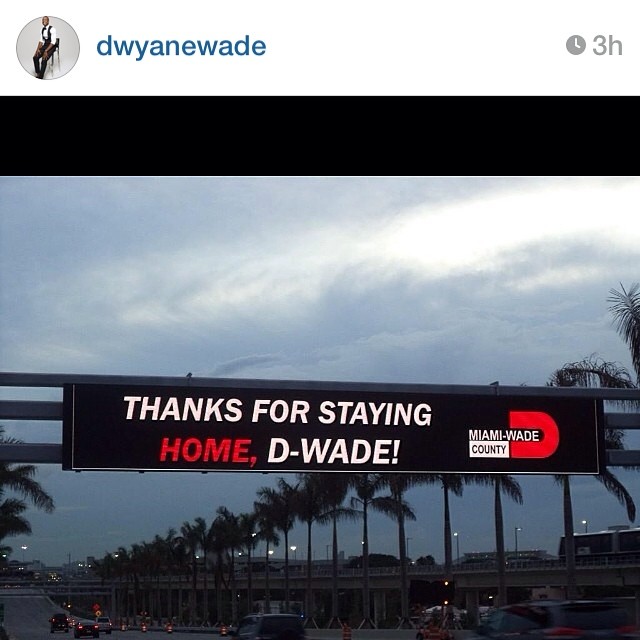 dwyanewade
3h
THANKS FOR STAYING
HOME, D-WADE!
MIAMI-WADE
COUNTY